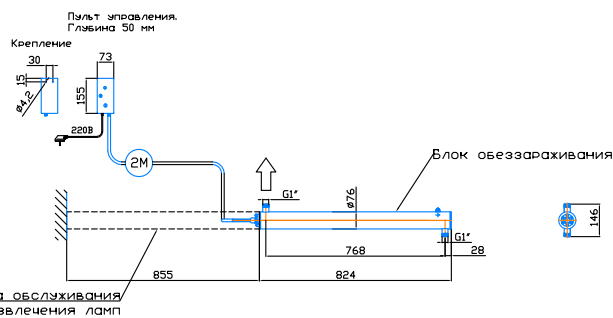 Пульт управления.
Глубина 50 мм
Крепление
30
73
15
155
ø4,2
220В
2М
Блок обеззараживания
G1"
ø76
146
G1"
768
28
855
824
обслуживания
ламп